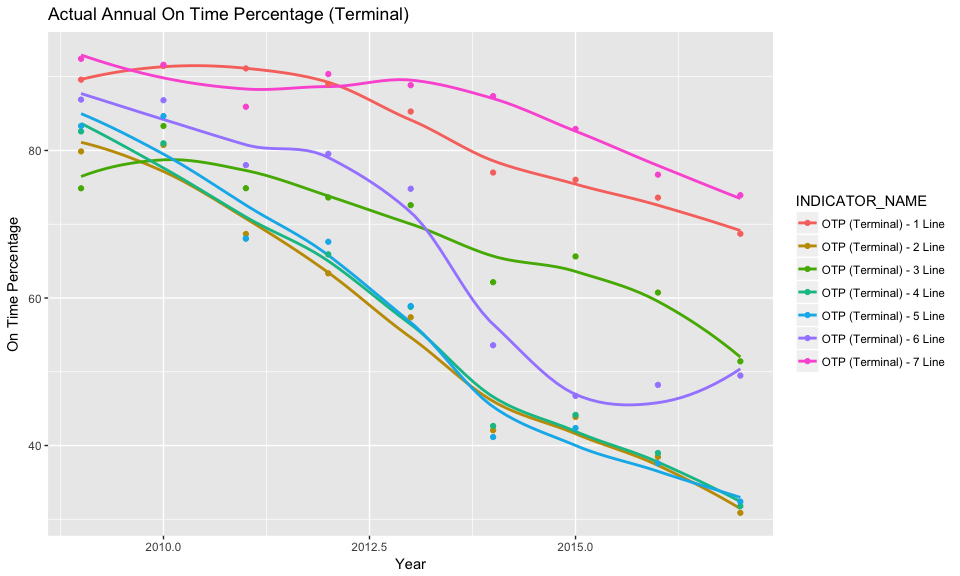 Actual Annual On Time Percentage (Terminal)
On Time Percentage
80
60
40
2010.0
2012.5
2015.0
Year
INDICATOR_NAME
OTP (Terminal) - 1 Line
OTP (Terminal) - 2 Line
OTP (Terminal) - 3 Line
OTP (Terminal) - 4 Line
OTP (Terminal) - 5 Line
OTP (Terminal) - 6 Line
OTP (Terminal) - 7 Line